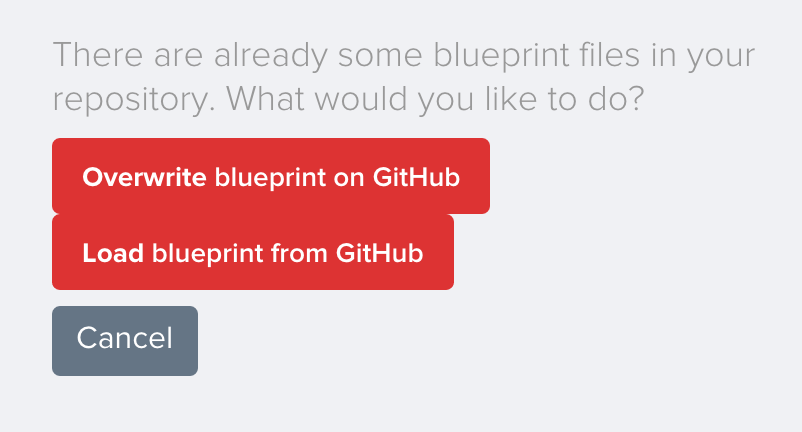 There are already some blueprint files in your
repository. What would you like to do?
Overwrite blueprint on GitHub
Load blueprint from GitHub
Cancel